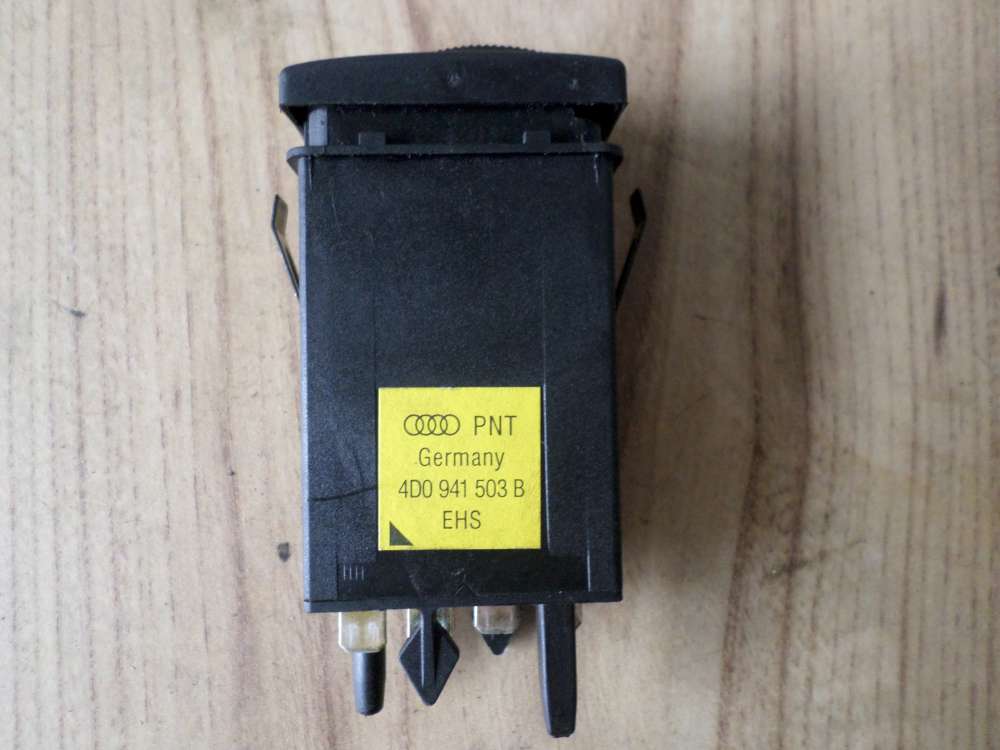 PNT
Germany
4D0 941 503 B
EHS